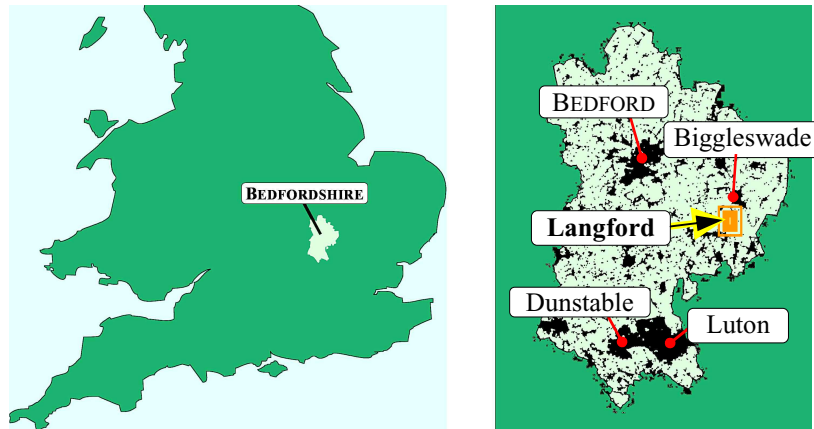 BEDFORDSHIRE
BEDFORD
Biggleswade
Langford
Dunstable
Luton